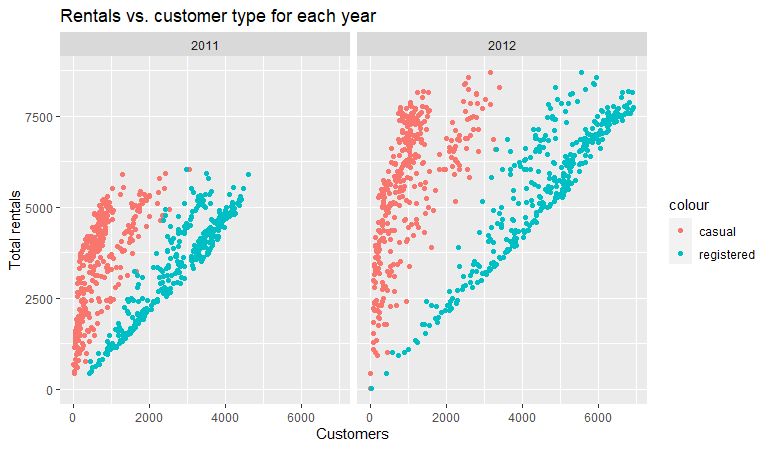 Rentals vs. customer type for each year
2011
2012
Total rentals
7500
5000
2500
0
0 2000 4000 6000
0 2000 4000 6000
Customers
colour
casual
registered